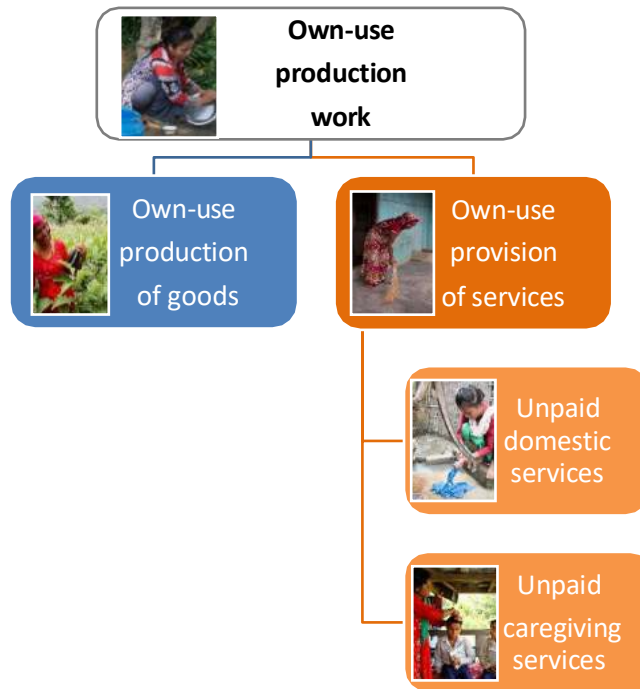 Own-use
production
work
Own-use
production
of goods
Own-use
provision
of services
Unpaid
domestic
services
Unpaid
caregiving
services